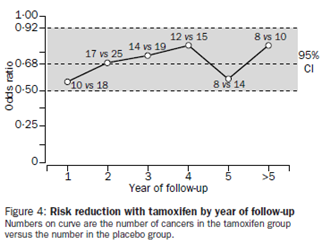 1·00
0·92
12 vs 15
8 vs 10
14 vs 19
17 vs 25
95%
CI
0·68
Odds ratio
10 vs 18
8 vs 14
0·50
0·25
0
1 2 3 4 5 >5
Year of follow-up
Figure 4: Risk reduction with tamoxifen by year of follow-up
Numbers on curve are the number of cancers in the tamoxifen group
versus the number in the placebo group.